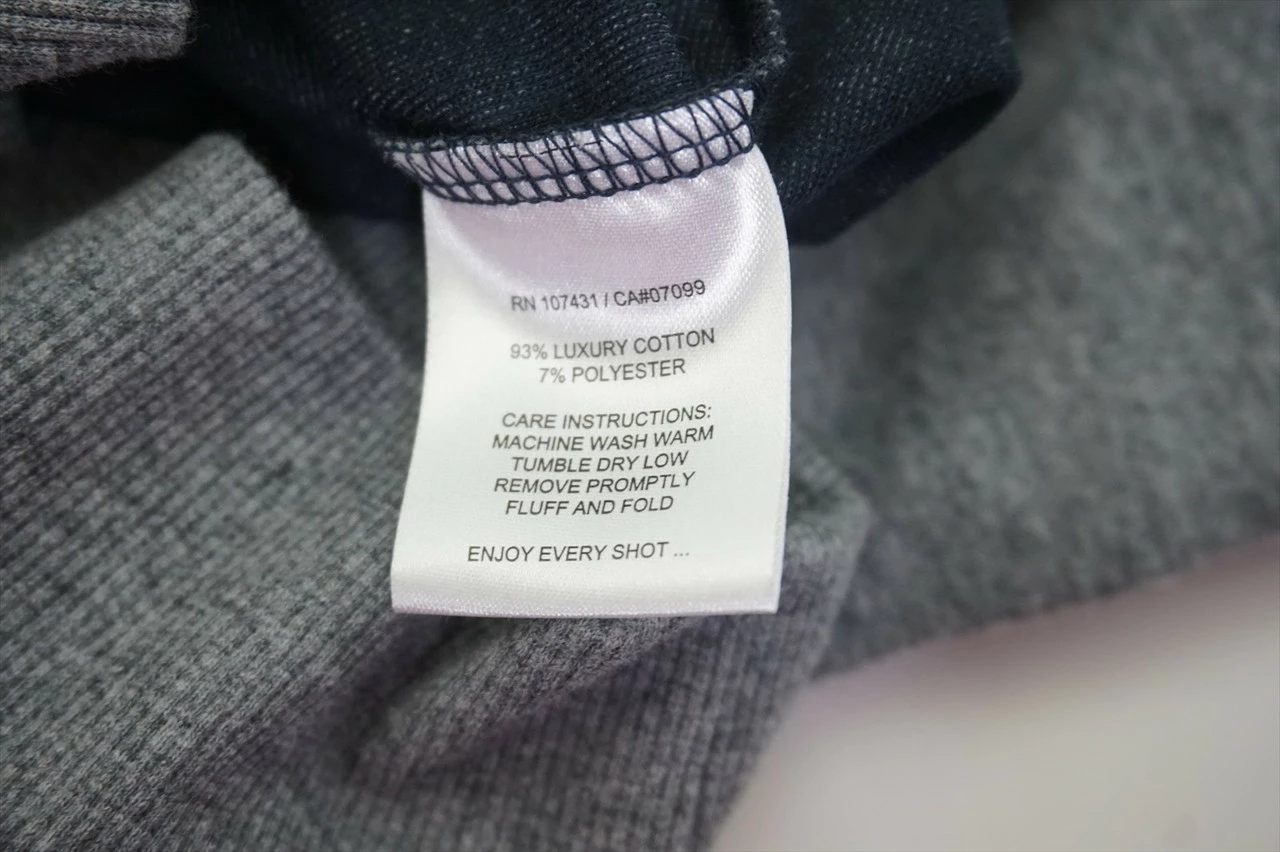 RN 107431 / CA#07099
93% LUXURY COTTON
7% POLYESTER
CARE INSTRUCTIONS:
MACHINE WASH WARM
TUMBLE DRY LOW
REMOVE PROMPTLY
FLUFF AND FOLD
ENJOY EVERY SHOT ...